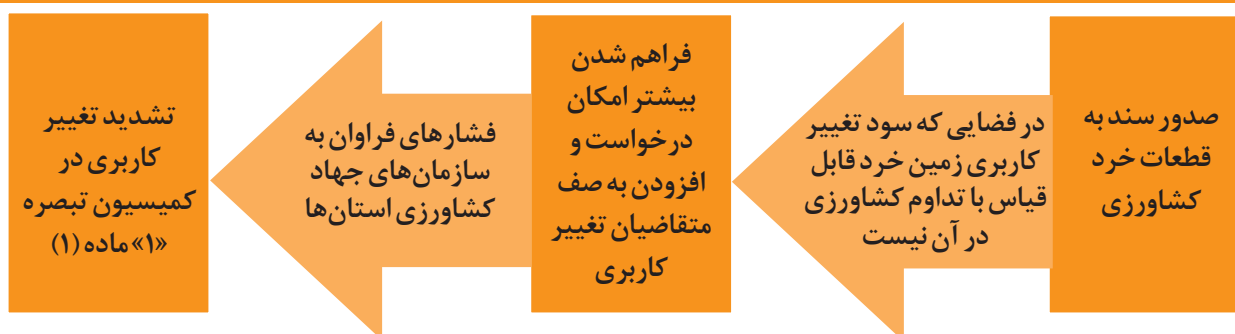 صدور سند به
قطعات خرد
کشاورزی
در فضایی که سود تغییر
کاربری زمین خرد قابل
قیاس با تداوم کشاورزی
در آن نیست
فراهم شدن
بیشتر امکان
درخواست و
افزودن به صف
متقاضیان تغییر
کاربری
فشارهای فراوان به
سازمان‌های جهاد
کشاورزی استان‌ها
تشدید تغییر
کاربری در
کمیسیون تبصره
«۱» ماده (۱)